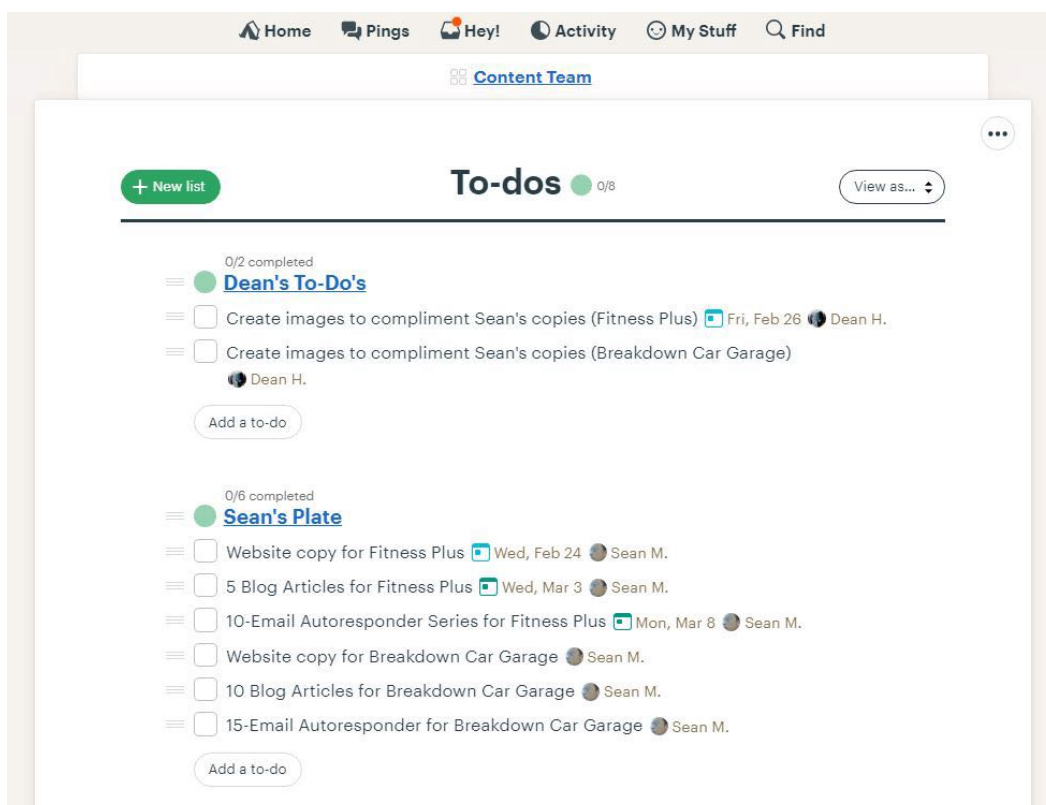 Home Pings Hey! Activity My Stuff Find
Content Team
+ New list To-dos 0/8 View as...
0/2 completed
Dean's To-Do's
Create images to compliment Sean's copies (Fitness Plus) Fri, Feb 26 Dean H.
Create images to compliment Sean's copies (Breakdown Car Garage)
Dean H.
Add a to-do
0/6 completed
Sean's Plate
Website copy for Fitness Plus Wed, Feb 24 Sean M.
5 Blog Articles for Fitness Plus Wed, Mar 3 Sean M.
10-Email Autoresponder Series for Fitness Plus Mon, Mar 8 Sean M.
Website copy for Breakdown Car Garage Sean M.
10 Blog Articles for Breakdown Car Garage Sean M.
15-Email Autoresponder for Breakdown Car Garage Sean M.
Add a to-do